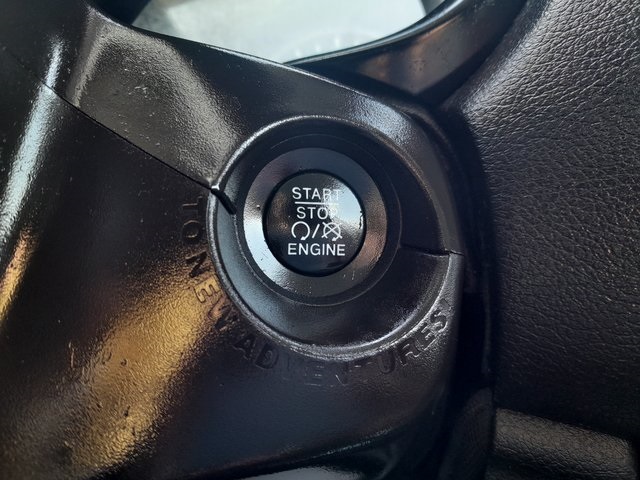 START
STOP
ENGINE
TO NEW ADVENTURES